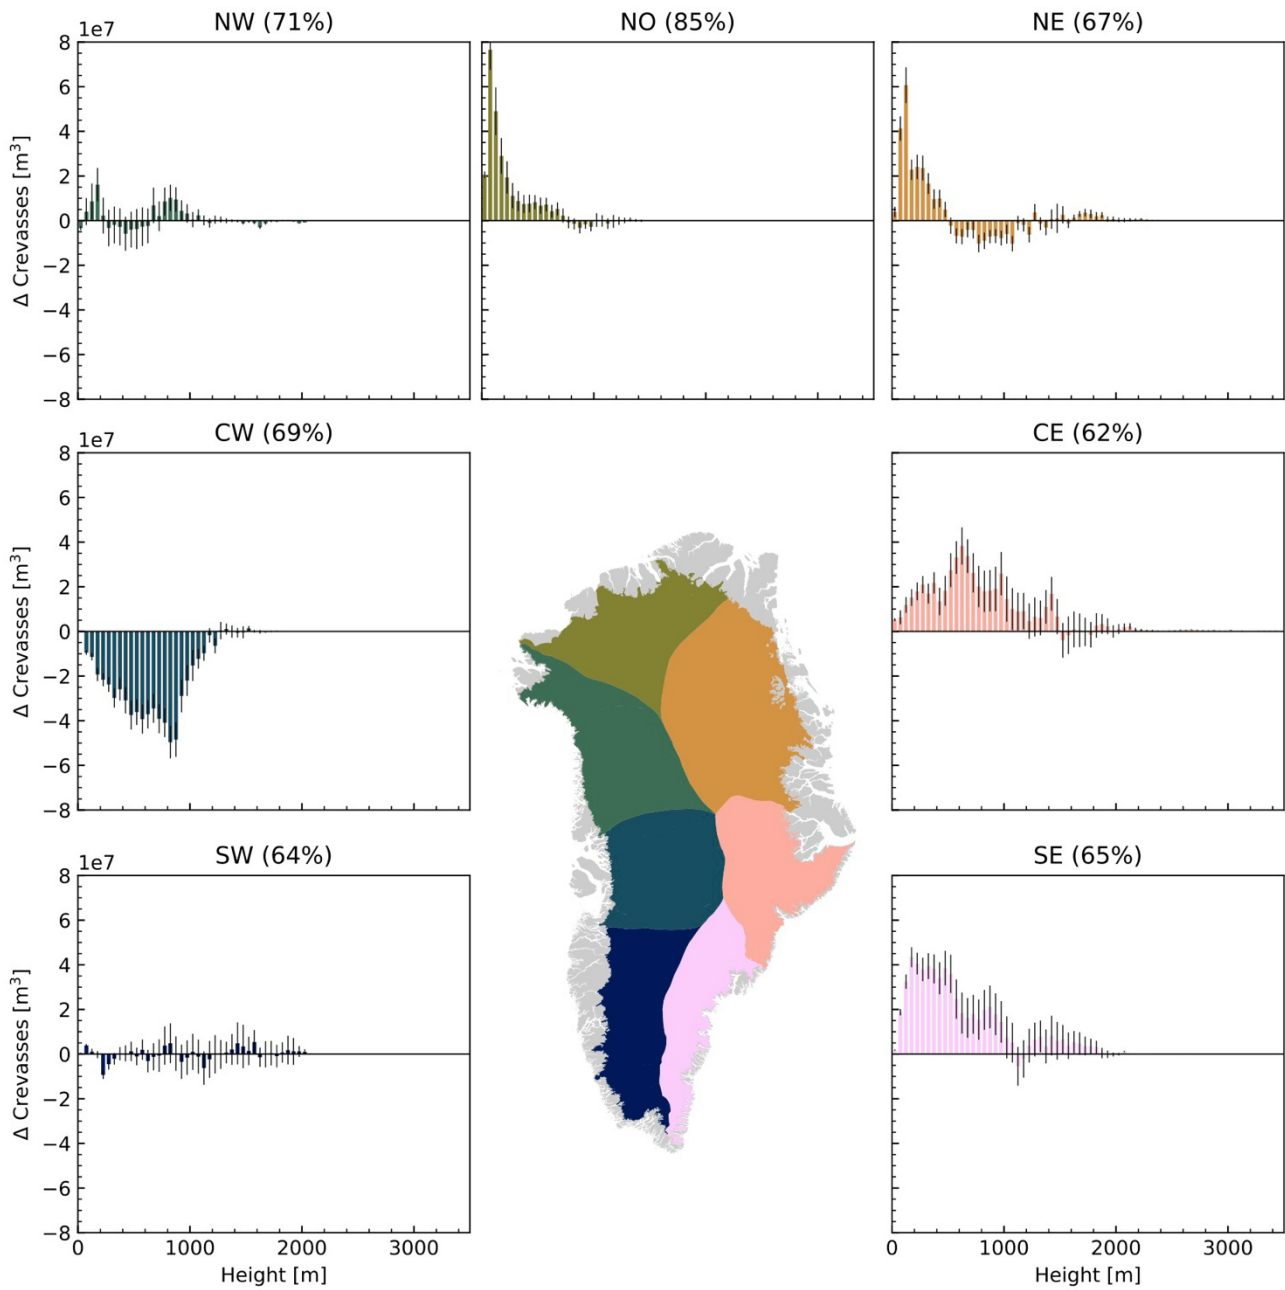 NW (71%)
NO (85%)
NE (67%)
1e7
8
6
4
2
0
−2
−4
−6
−8
Δ Crevasses [m³]
CW (69%)
CE (62%)
1e7
8
6
4
2
0
−2
−4
−6
−8
Δ Crevasses [m³]
SW (64%)
SE (65%)
1e7
8
6
4
2
0
−2
−4
−6
−8
Δ Crevasses [m³]
0 1000 2000 3000
Height [m]
0 1000 2000 3000
Height [m]